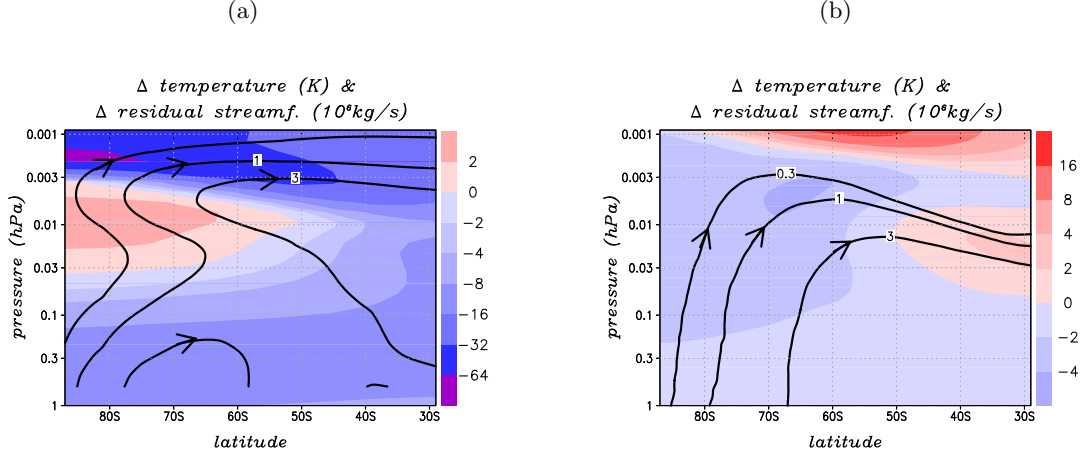 (a)
Δ temperature (K) &
Δ residual streamf. (10⁶kg/s)
pressure (hPa)
0.001
0.003
0.01
0.03
0.1
0.3
1
1
3
80S 70S 60S 50S 40S 30S
latitude
2
0
−2
−4
−8
−16
−32
−64
(b)
Δ temperature (K) &
Δ residual streamf. (10⁶kg/s)
pressure (hPa)
0.001
0.003
0.01
0.03
0.1
0.3
1
0.3
1
3
80S 70S 60S 50S 40S 30S
latitude
16
8
4
2
0
−2
−4